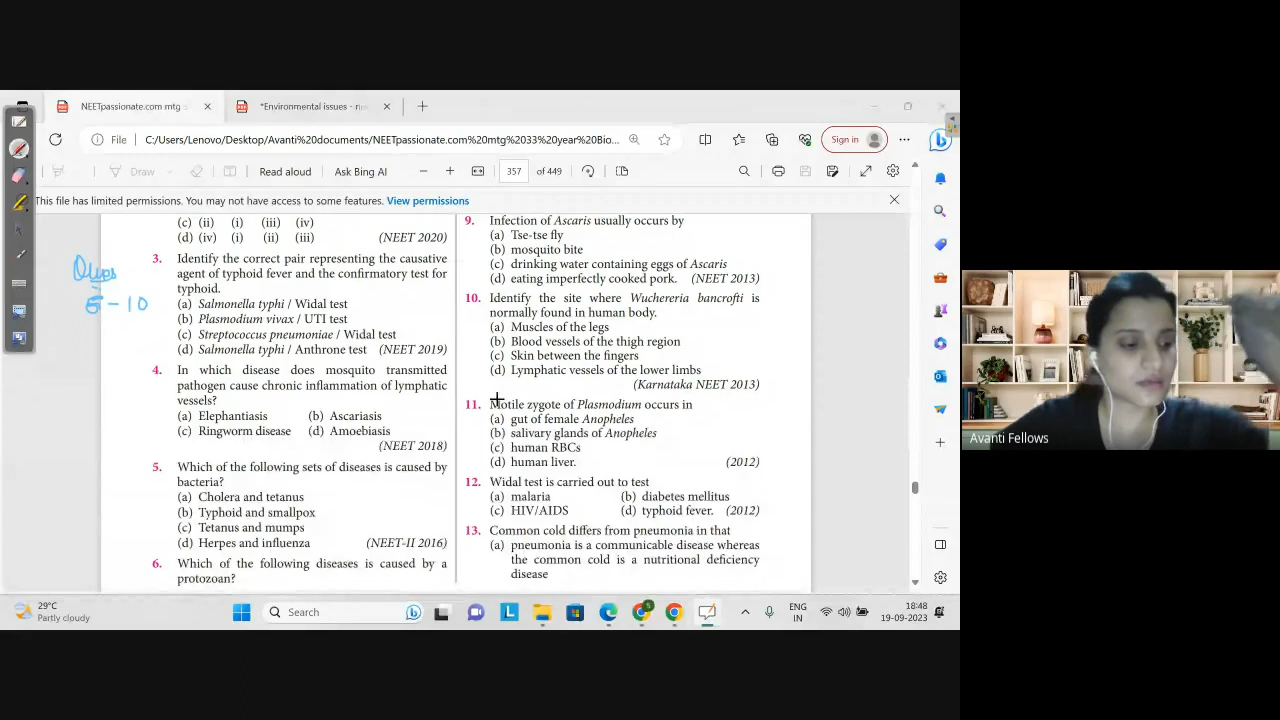 NEETpassionate.com mtg
*Environmental issues - n
File
C:/Users/Lenovo/Desktop/Avanti%20documents/NEETpassionate.com%20mtg%2033%20year%20Bio...
Sign in
Draw
Read aloud
Ask Bing AI
357
of 449
This file has limited permissions. You may not have access to some features. View permissions
(c) (ii) (i) (iii) (iv)
(d) (iv) (i) (ii) (iii) (NEET 2020)
Ques
5 - 10
3. Identify the correct pair representing the causative
agent of typhoid fever and the confirmatory test for
typhoid.
(a) Salmonella typhi / Widal test
(b) Plasmodium vivax / UTI test
(c) Streptococcus pneumoniae / Widal test
(d) Salmonella typhi / Anthrone test (NEET 2019)
4. In which disease does mosquito transmitted
pathogen cause chronic inflammation of lymphatic
vessels?
(a) Elephantiasis (b) Ascariasis
(c) Ringworm disease (d) Amoebiasis
(NEET 2018)
5. Which of the following sets of diseases is caused by
bacteria?
(a) Cholera and tetanus
(b) Typhoid and smallpox
(c) Tetanus and mumps
(d) Herpes and influenza (NEET-II 2016)
6. Which of the following diseases is caused by a
protozoan?
9. Infection of Ascaris usually occurs by
(a) Tse-tse fly
(b) mosquito bite
(c) drinking water containing eggs of Ascaris
(d) eating imperfectly cooked pork. (NEET 2013)
10. Identify the site where Wuchereria bancrofti is
normally found in human body.
(a) Muscles of the legs
(b) Blood vessels of the thigh region
(c) Skin between the fingers
(d) Lymphatic vessels of the lower limbs
(Karnataka NEET 2013)
11. Motile zygote of Plasmodium occurs in
(a) gut of female Anopheles
(b) salivary glands of Anopheles
(c) human RBCs
(d) human liver. (2012)
12. Widal test is carried out to test
(a) malaria (b) diabetes mellitus
(c) HIV/AIDS (d) typhoid fever. (2012)
13. Common cold differs from pneumonia in that
(a) pneumonia is a communicable disease whereas
the common cold is a nutritional deficiency
disease
Avanti Fellows
29°C
Partly cloudy
Search
ENG
IN
18:48
19-09-2023